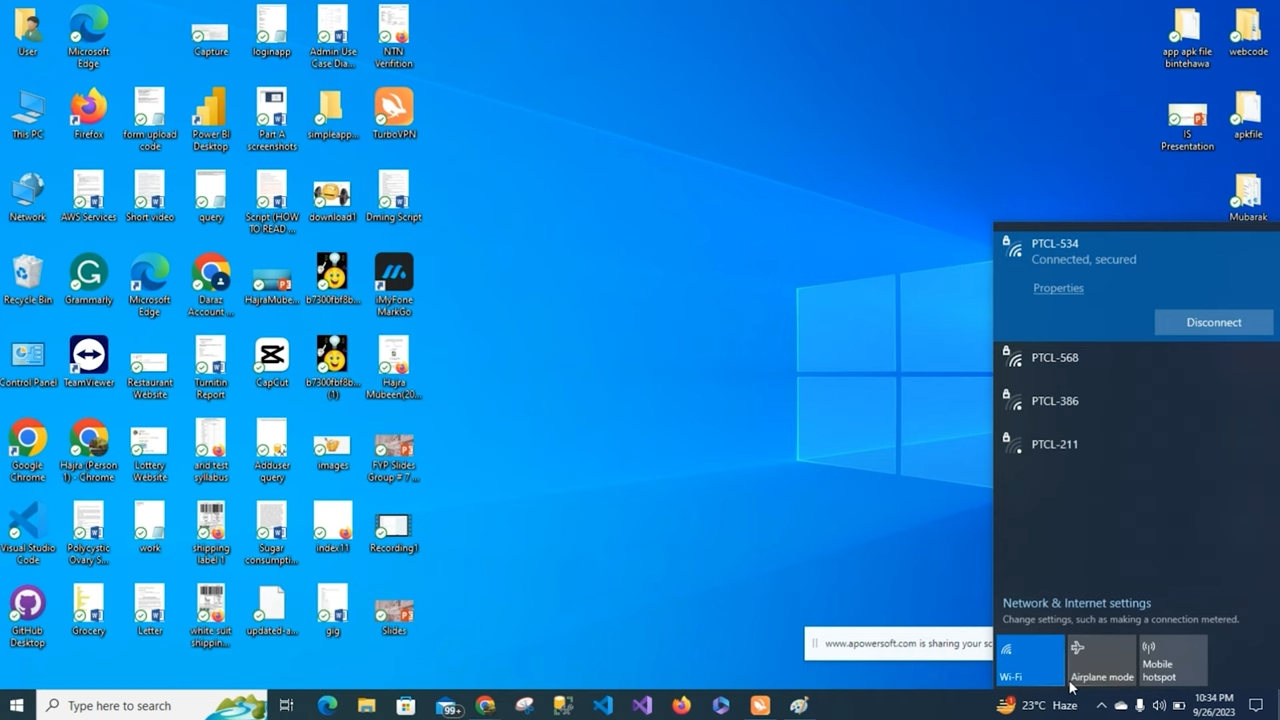 User
Microsoft
Edge
Capture
loginapp
Admin Use
Case Dia...
NTN
Verifition
app apk file
bintehawa
webcode
This PC
Firefox
form upload
code
Power BI
Desktop
Part A
screenshots
simpleapp...
TurboVPN
IS
Presentation
apkfile
Network
AWS Services
Short video
query
Script (HOW
TO READ ...
download1
Dming Script
Mubarak
Recycle Bin
Grammarly
Microsoft
Edge
Daraz
Account ...
HajraMube...
b7300fbf8b...
iMyFone
MarkGo
Control Panel
TeamViewer
Restaurant
Website
Turnitin
Report
CapCut
b7300fbf8b...
(1)
Hajra
Mubeen(20...
Google
Chrome
Hajra (Person
1) - Chrome
Lottery
Website
and test
syllabus
Adduser
query
images
FYP Slides
Group # 7 ...
Visual Studio
Code
Polycystic
Ovary S...
work
shipping
label 1
Sugar
consumpti...
index11
Recording1
GitHub
Desktop
Grocery
Letter
white suit
shippin...
updated-a...
gig
Slides
PTCL-534
Connected, secured
Properties
Disconnect
PTCL-568
PTCL-386
PTCL-211
Network & Internet settings
Change settings, such as making a connection metered.
www.apowersoft.com is sharing your sc
Wi-Fi
Airplane mode
Mobile
hotspot
Type here to search
99+
23°C Haze
10:34 PM
9/26/2023